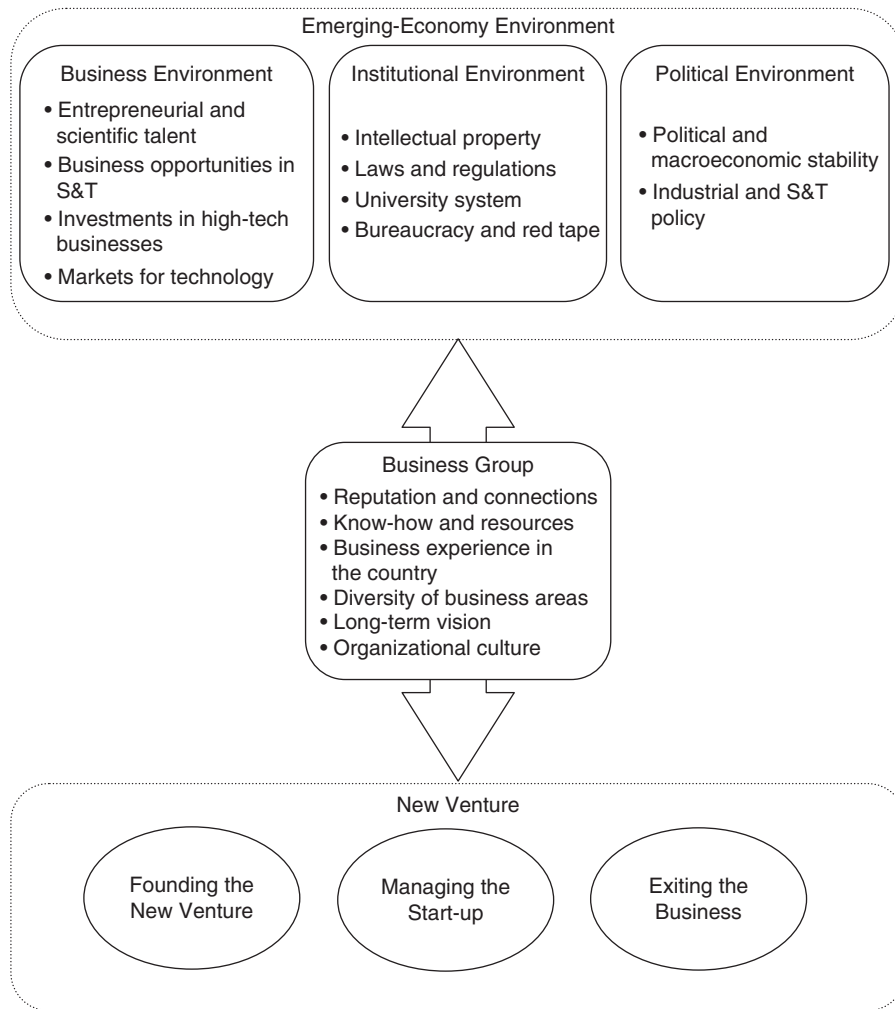 Emerging-Economy Environment
Business Environment
• Entrepreneurial and
scientific talent
• Business opportunities in
S&T
• Investments in high-tech
businesses
• Markets for technology
Institutional Environment
• Intellectual property
• Laws and regulations
• University system
• Bureaucracy and red tape
Political Environment
• Political and
macroeconomic stability
• Industrial and S&T
policy
Business Group
• Reputation and connections
• Know-how and resources
• Business experience in
the country
• Diversity of business areas
• Long-term vision
• Organizational culture
New Venture
Founding the
New Venture
Managing the
Start-up
Exiting the
Business